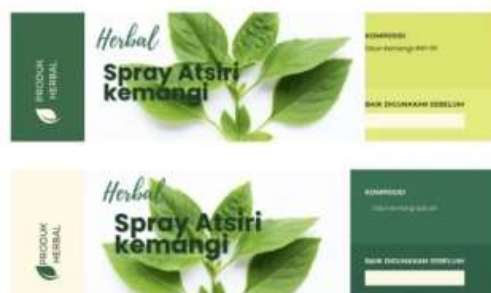 PRODUK
HERBAL
Herbal
Spray Atsiri
kemangi
KOMPOSISI
BAIK DIGUNAKAN SEBELUM
PRODUK
HERBAL
Herbal
Spray Atsiri
kemangi
KOMPOSISI
BAIK DIGUNAKAN SEBELUM